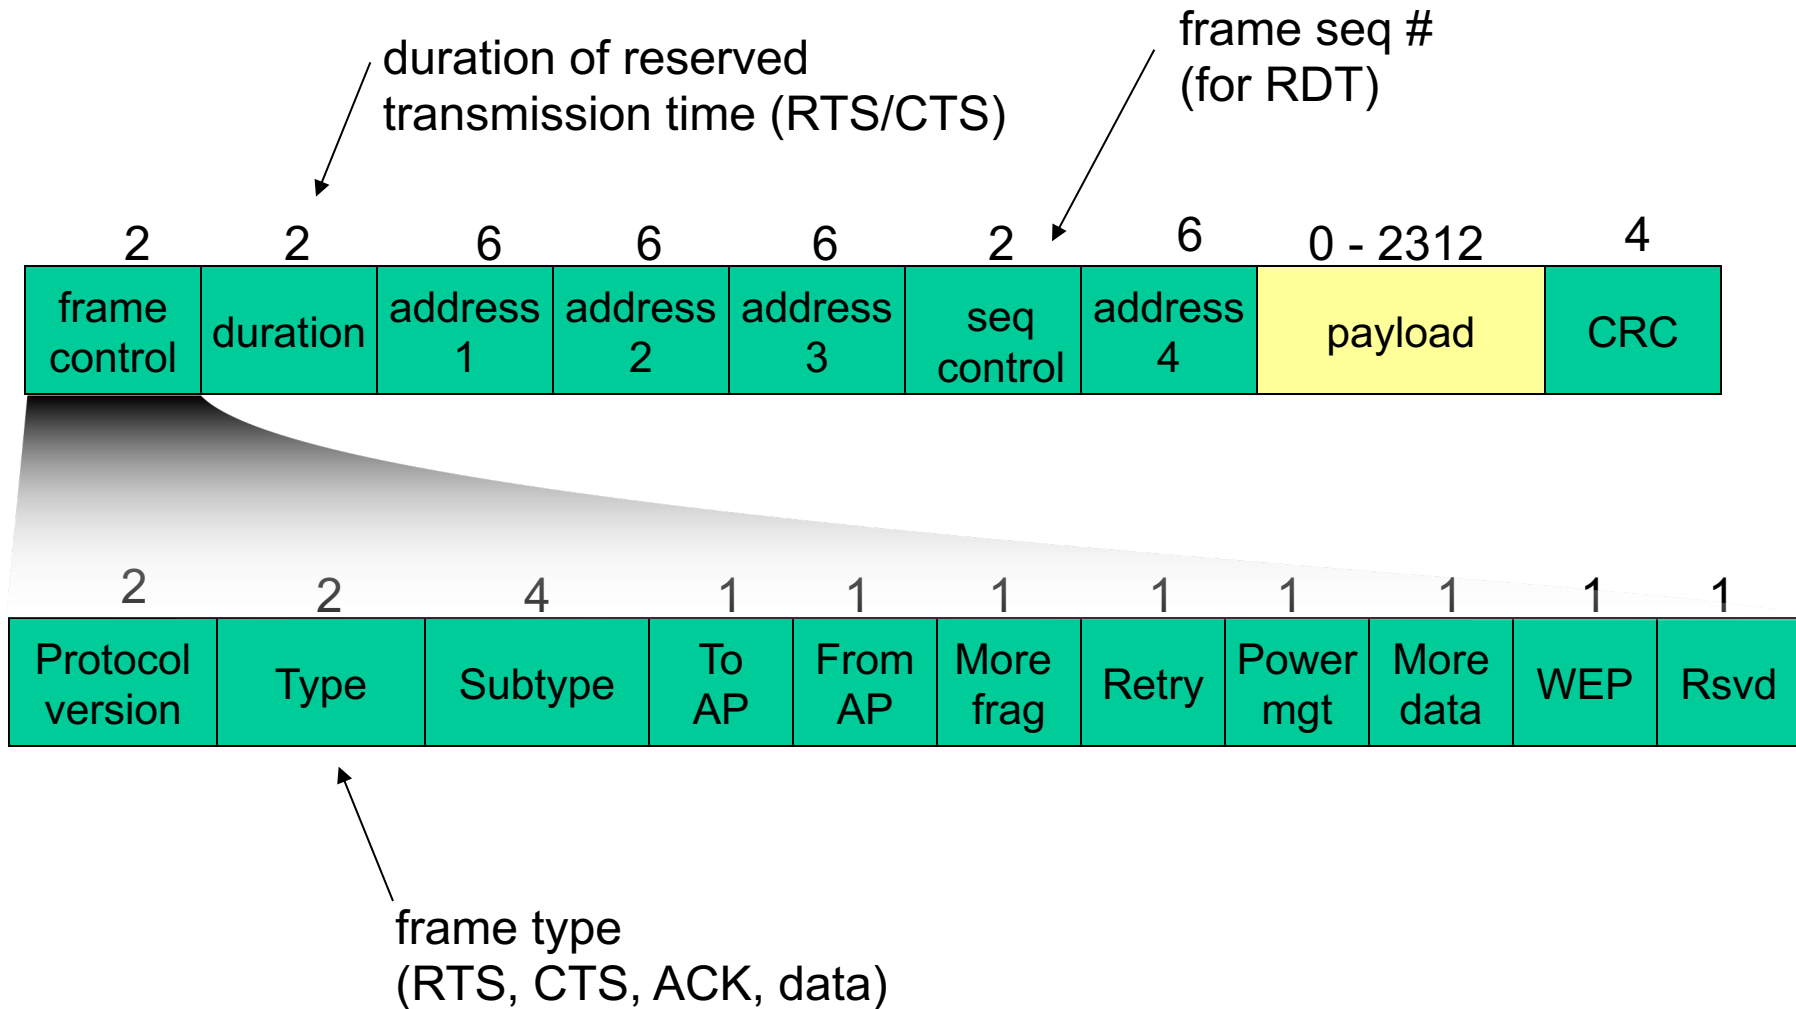 duration of reserved
transmission time (RTS/CTS)
frame seq #
(for RDT)
2 2 6 6 6 2 6 0 - 2312 4
frame
control
duration
address
1
address
2
address
3
seq
control
address
4
payload
CRC
2 2 4 1 1 1 1 1 1 1 1
Protocol
version
Type
Subtype
To
AP
From
AP
More
frag
Retry
Power
mgt
More
data
WEP
Rsvd
frame type
(RTS, CTS, ACK, data)